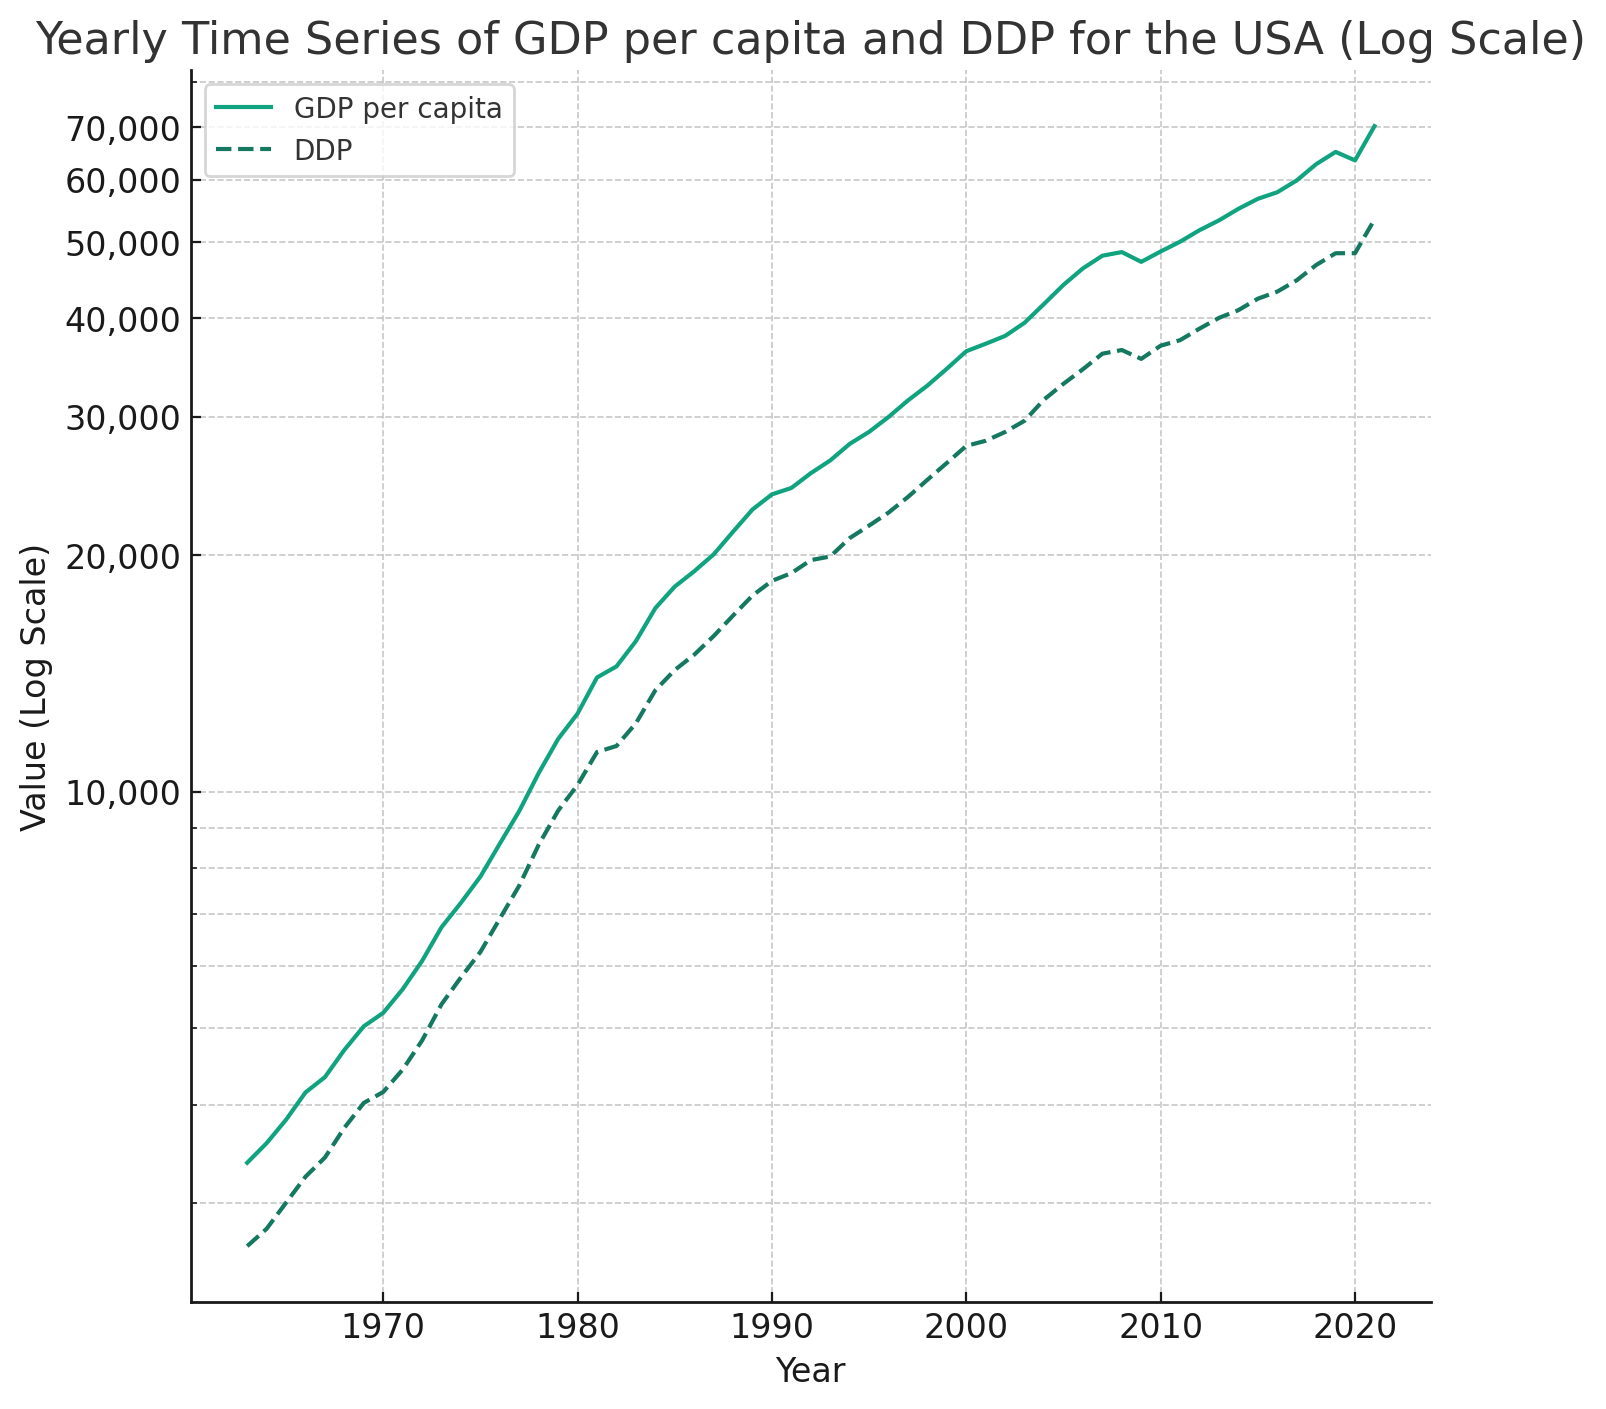 Yearly Time Series of GDP per capita and DDP for the USA (Log Scale)
GDP per capita
DDP
70,000
60,000
50,000
40,000
30,000
20,000
10,000
Value (Log Scale)
1970 1980 1990 2000 2010 2020
Year